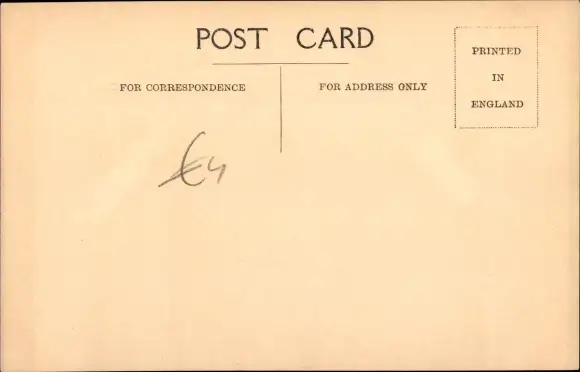 POST CARD
FOR CORRESPONDENCE
FOR ADDRESS ONLY
PRINTED
IN
ENGLAND
£4